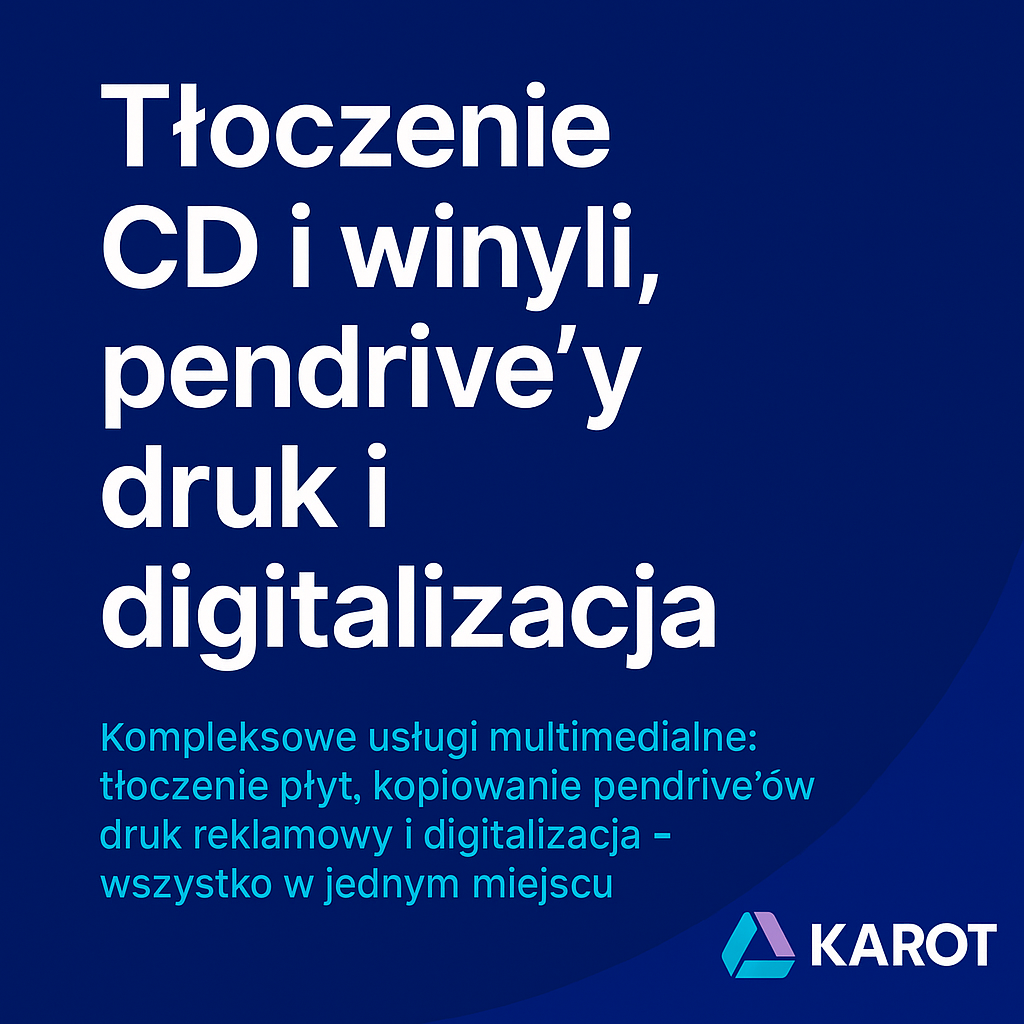 Tłoczenie
CD i winyli,
pendrive’y
druk i
digitalizacja
Kompleksowe usługi multimedialne:
tłoczenie płyt, kopiowanie pendrive’ów
druk reklamowy i digitalizacja –
wszystko w jednym miejscu
KAROT